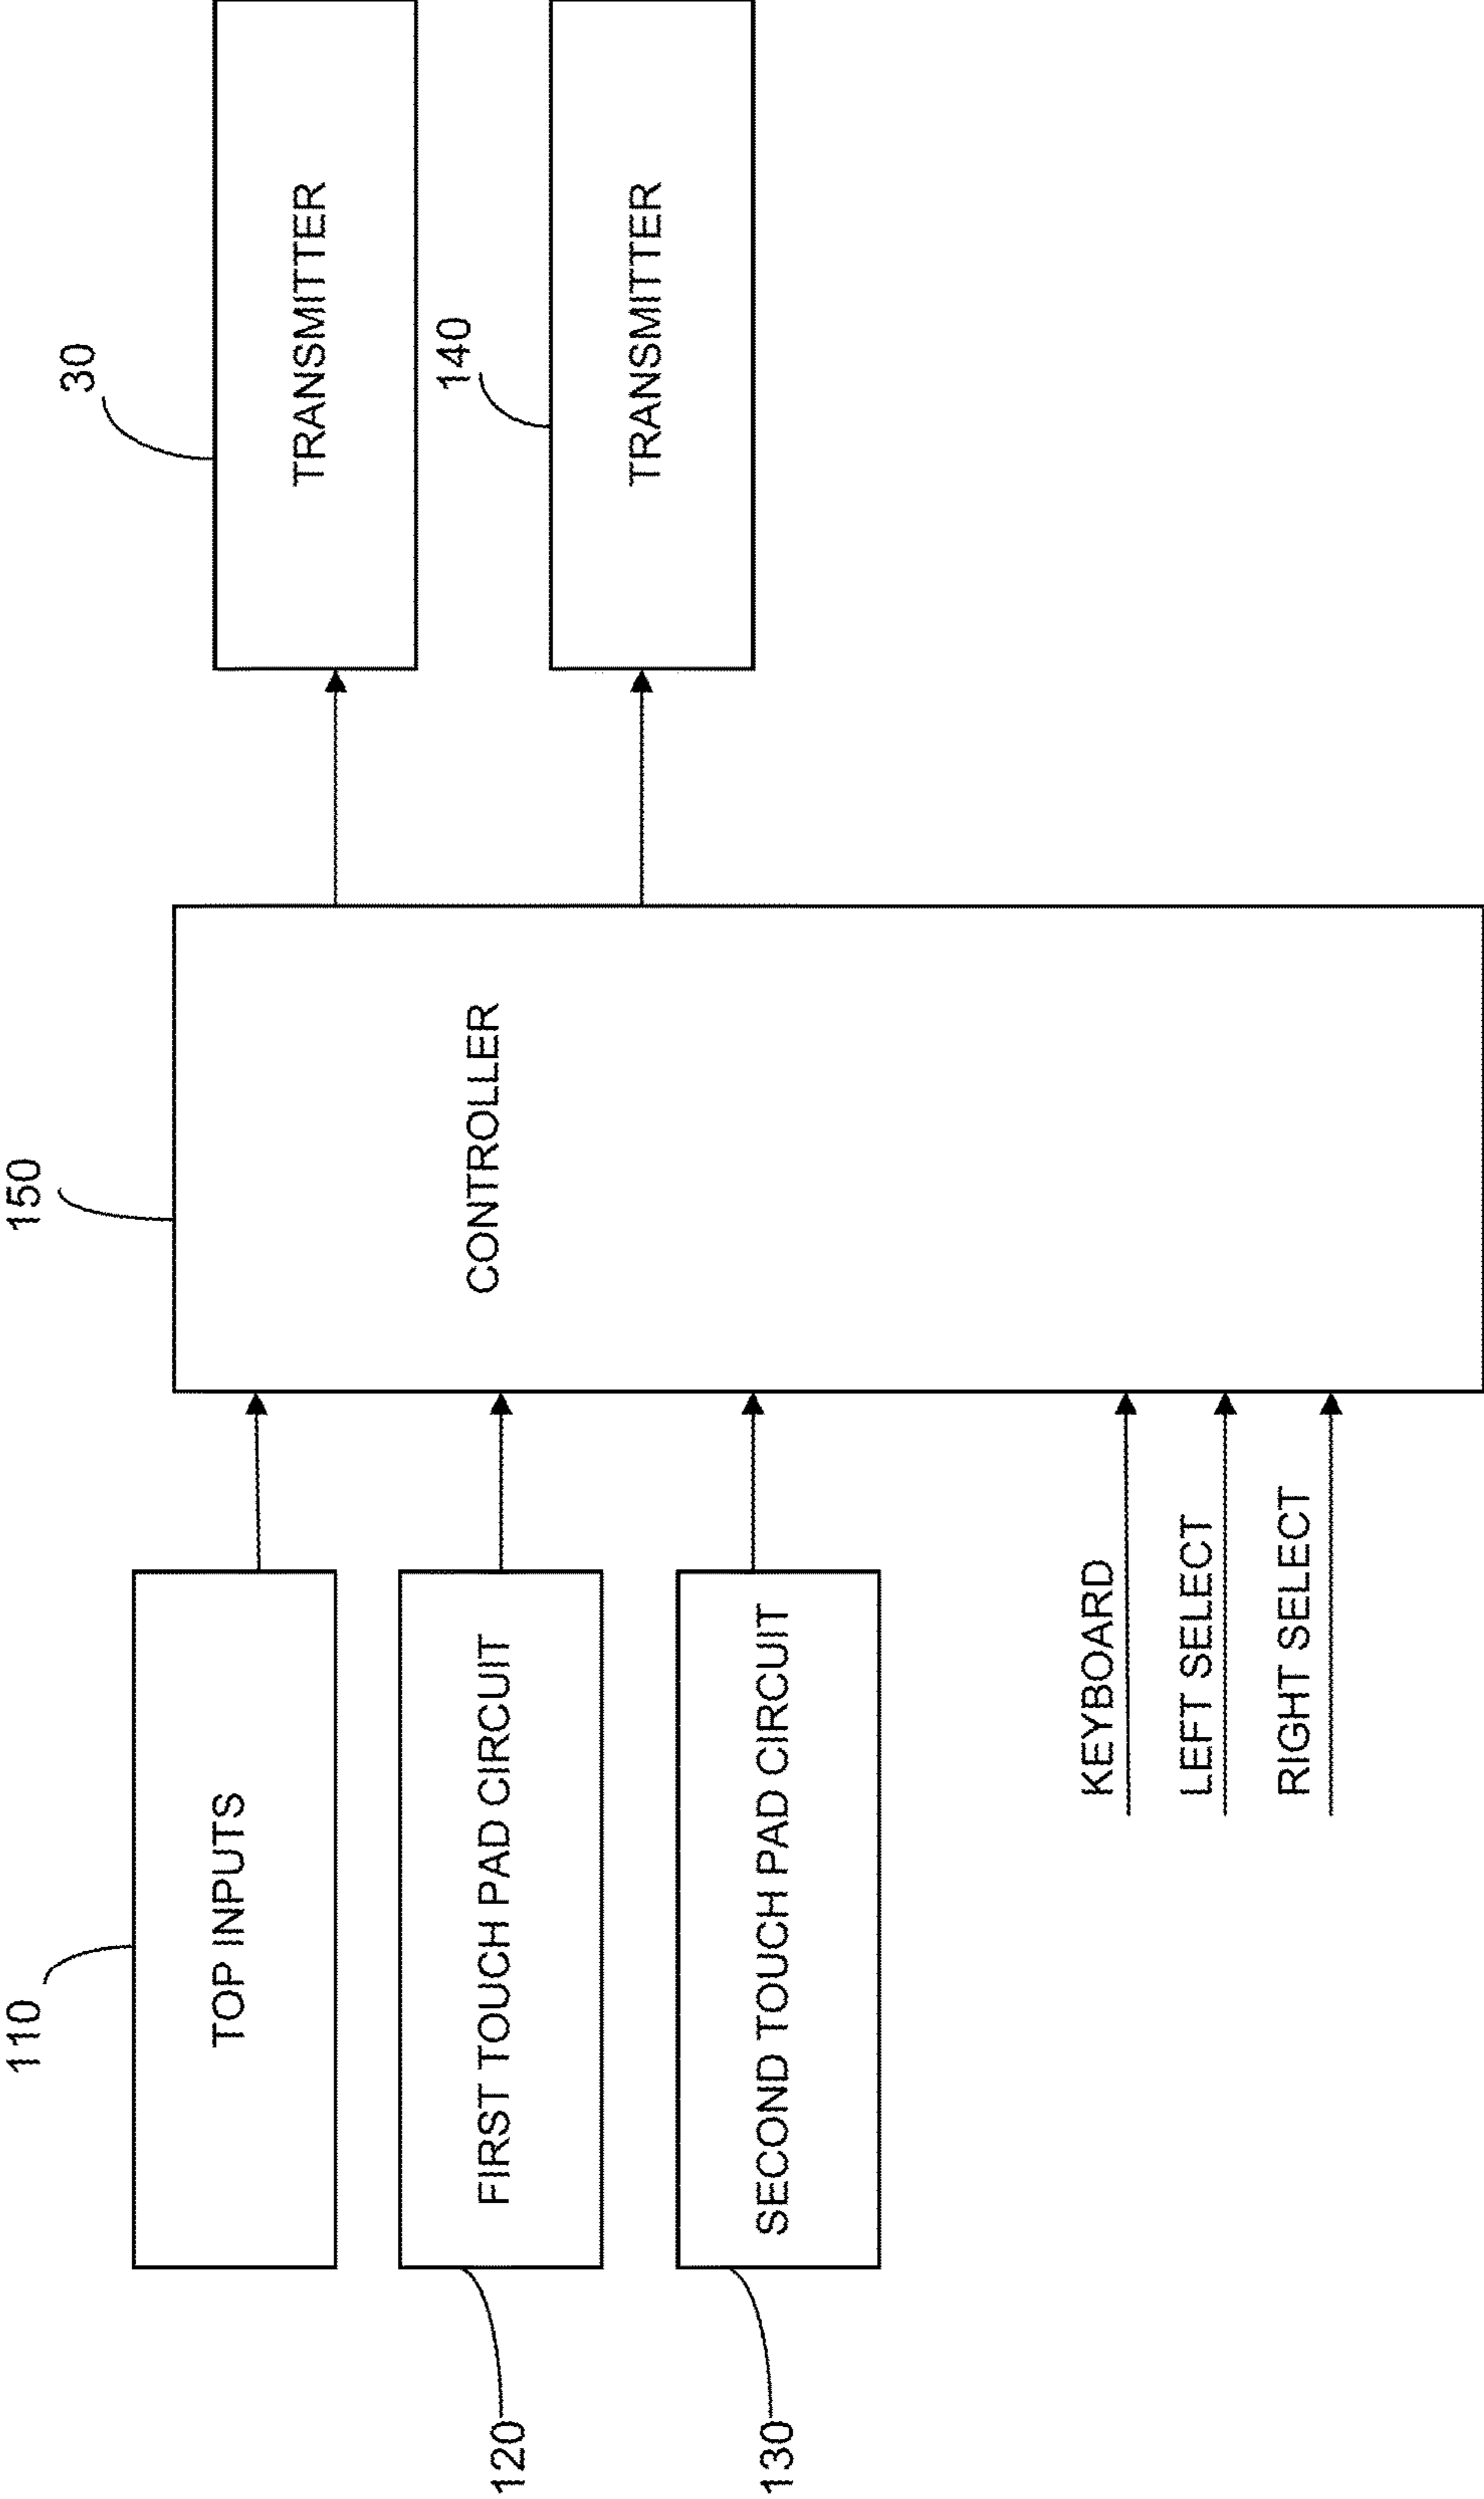 110
TOP INPUTS
120
FIRST TOUCH PAD CIRCUIT
130
SECOND TOUCH PAD CIRCUIT
KEYBOARD
LEFT SELECT
RIGHT SELECT
150
CONTROLLER
30
TRANSMITTER
140
TRANSMITTER